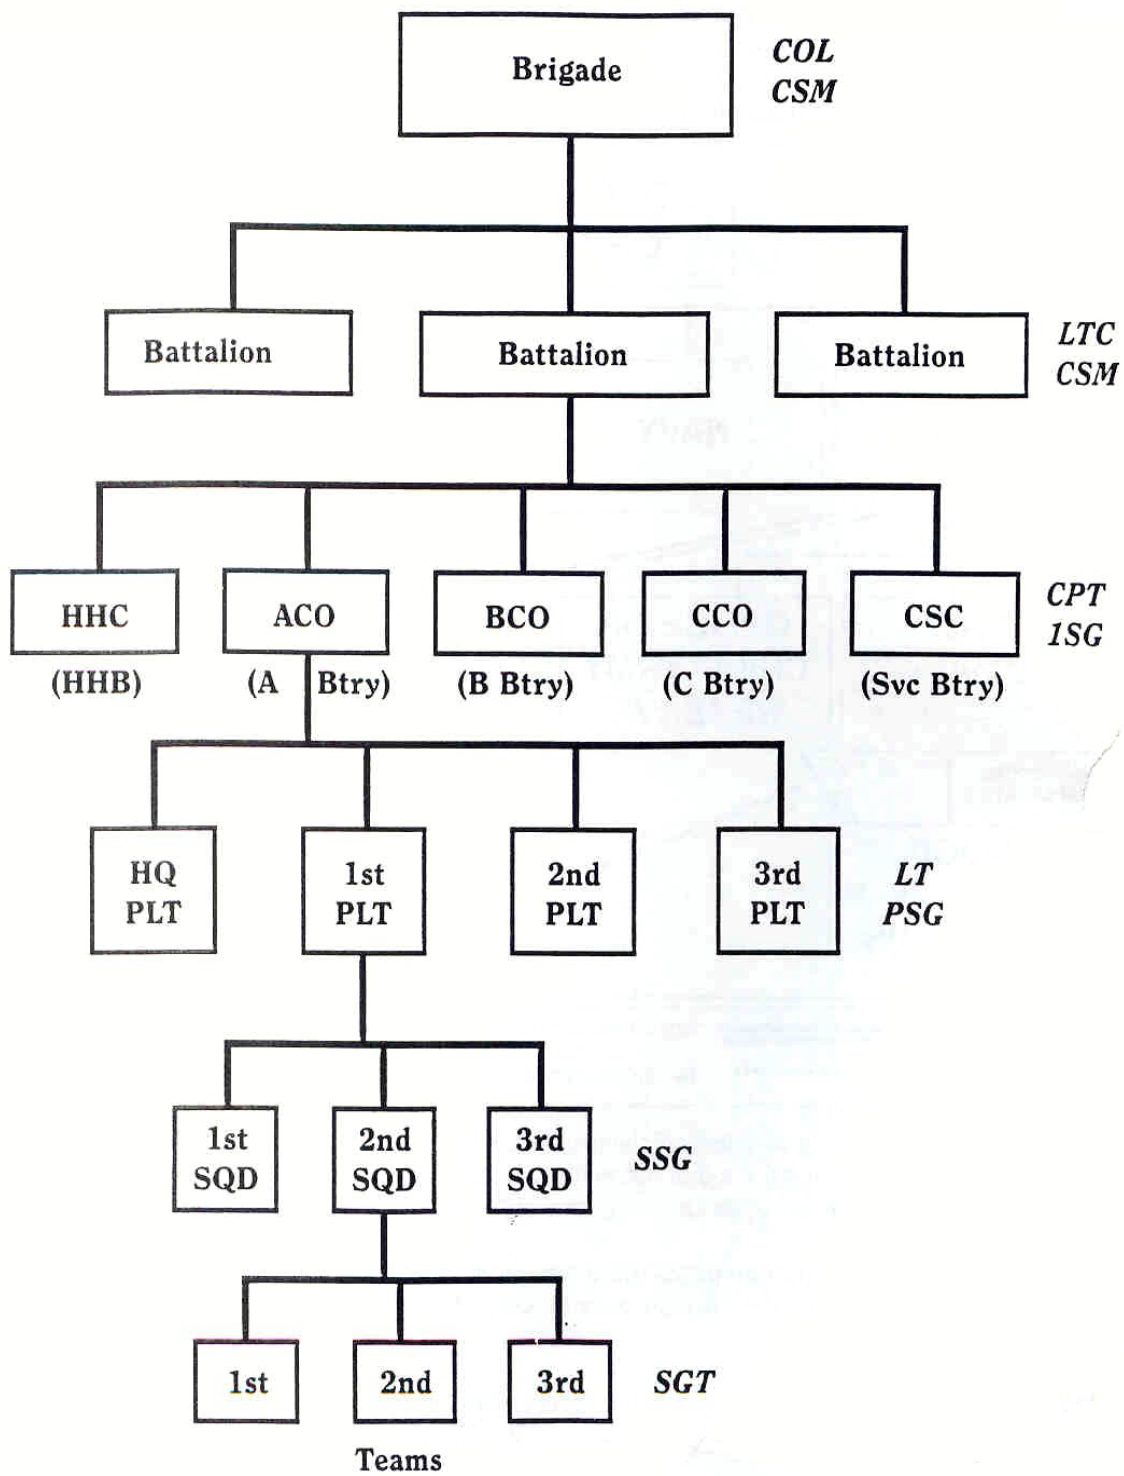 Brigade
COL
CSM
Battalion
Battalion
Battalion
LTC
CSM
HHC
ACO
BCO
CCO
CSC
CPT
1SG
(HHB)
(A Btry)
(B Btry)
(C Btry)
(Svc Btry)
HQ
PLT
1st
PLT
2nd
PLT
3rd
PLT
LT
PSG
1st
SQD
2nd
SQD
3rd
SQD
SSG
1st
2nd
3rd
SGT
Teams